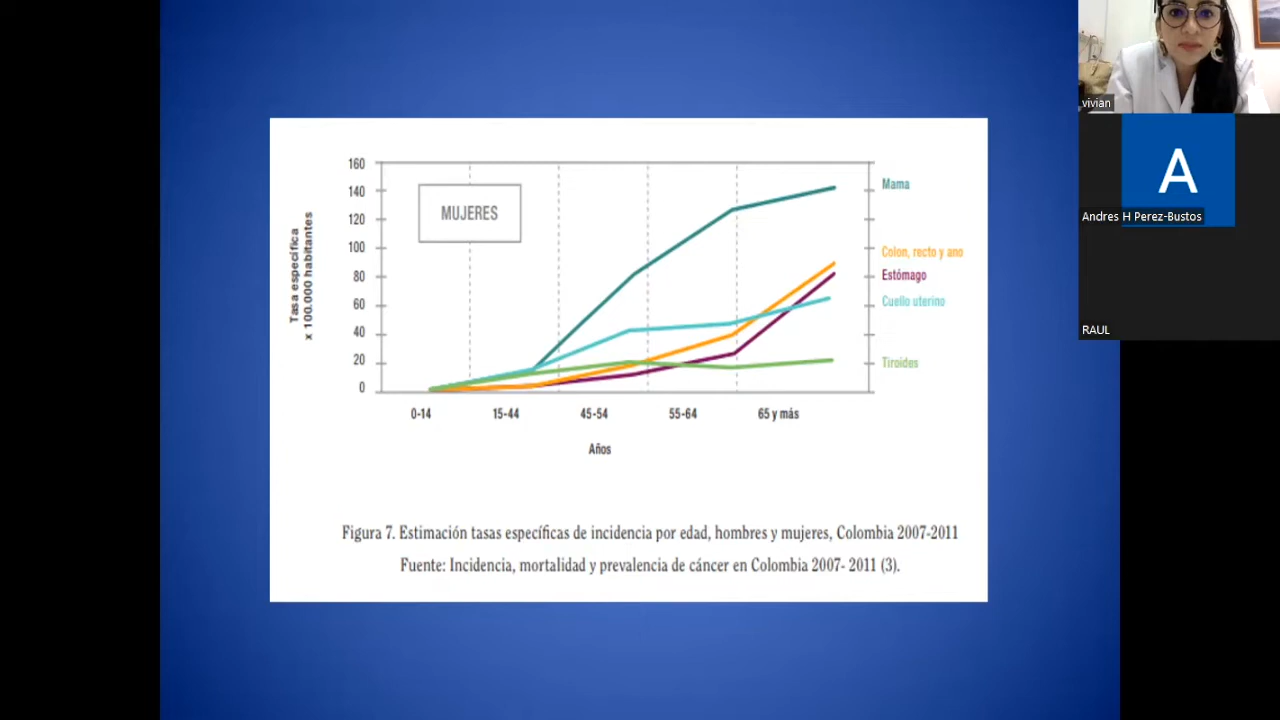 160
140
120
100
80
60
40
20
0
Tasa específica
x 100.000 habitantes
MUJERES
Mama
Colon, recto y ano
Estómago
Cuello uterino
Tiroides
0-14 15-44 45-54 55-64 65 y más
Años
Figura 7. Estimación tasas específicas de incidencia por edad, hombres y mujeres, Colombia 2007-2011
Fuente: Incidencia, mortalidad y prevalencia de cáncer en Colombia 2007- 2011 (3).
vivian
A
Andres H Perez-Bustos
RAUL